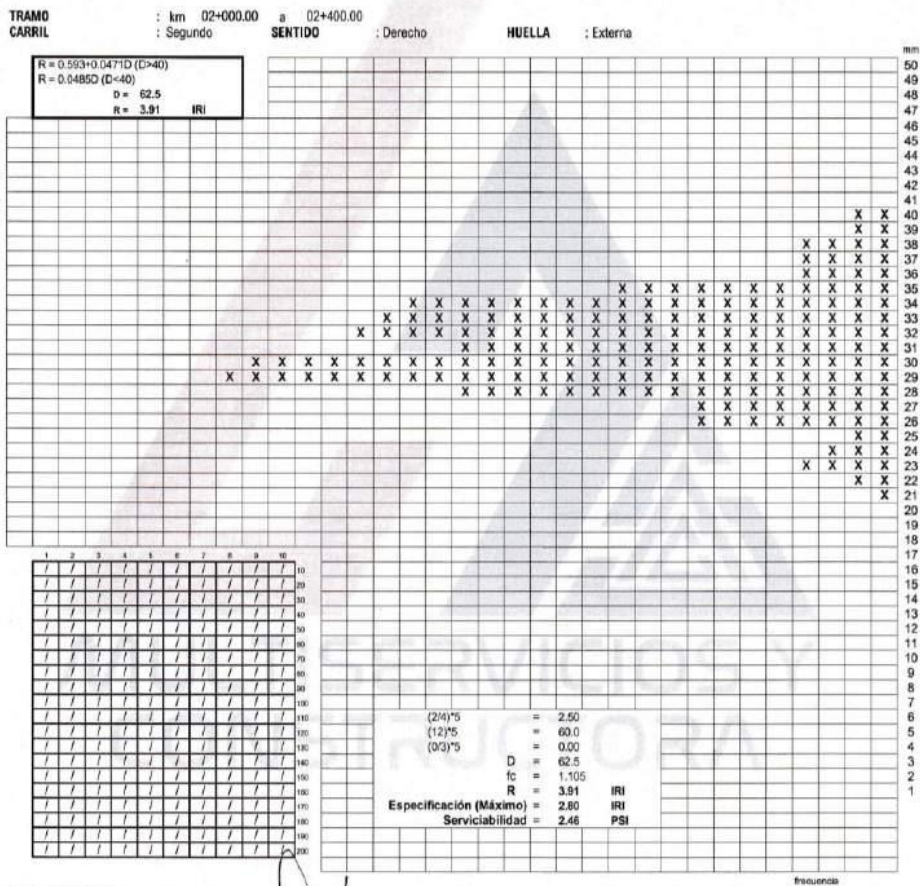 TRAMO : km 02+000.00 a 02+400.00
CARRIL : Segundo SENTIDO : Derecho HUELLA : Externa
mm
R = 0.593+0.0471D (D>40)
R = 0.0485D (D<40)
D = 62.5
R = 3.91 IRI
50
49
48
47
46
45
44
43
42
41
X X 40
X X 39
X X X X 38
X X X X 37
X X X X 36
X X X X X X X X X X X 35
X X X X X X X X X X X X X X X X X X X 34
X X X X X X X X X X X X X X X X X X X X 33
X X X X X X X X X X X X X X X X X X X X X 32
X X X X X X X X X X X X X X X X X 31
X X X X X X X X X X X X X X X X X X X X X X X X X 30
X X X X X X X X X X X X X X X X X X X X X X X X X X 29
X X X X X X X X X X X X X X X X X 28
X X X X X X X X 27
X X X X X X X X 26
X X 25
X X X 24
X X X X 23
X X 22
X 21
20
19
18
17
16
15
14
13
12
11
10
9
8
7
6
5
4
3
2
1
1 2 3 4 5 6 7 8 9 10
/ / / / / / / / / / 10
/ / / / / / / / / / 20
/ / / / / / / / / / 30
/ / / / / / / / / / 40
/ / / / / / / / / / 50
/ / / / / / / / / / 60
/ / / / / / / / / / 70
/ / / / / / / / / / 80
/ / / / / / / / / / 90
/ / / / / / / / / / 100
/ / / / / / / / / / 110
/ / / / / / / / / / 120
/ / / / / / / / / / 130
/ / / / / / / / / / 140
/ / / / / / / / / / 150
/ / / / / / / / / / 160
/ / / / / / / / / / 170
/ / / / / / / / / / 180
/ / / / / / / / / / 190
/ / / / / / / / / / 200
(2/4)*5 = 2.50
(12)*5 = 60.0
(0/3)*5 = 0.00
D = 62.5
fc = 1.105
R = 3.91 IRI
Especificación (Máximo) = 2.80 IRI
Serviciabilidad = 2.46 PSI
frecuencia
SERVICIOS Y